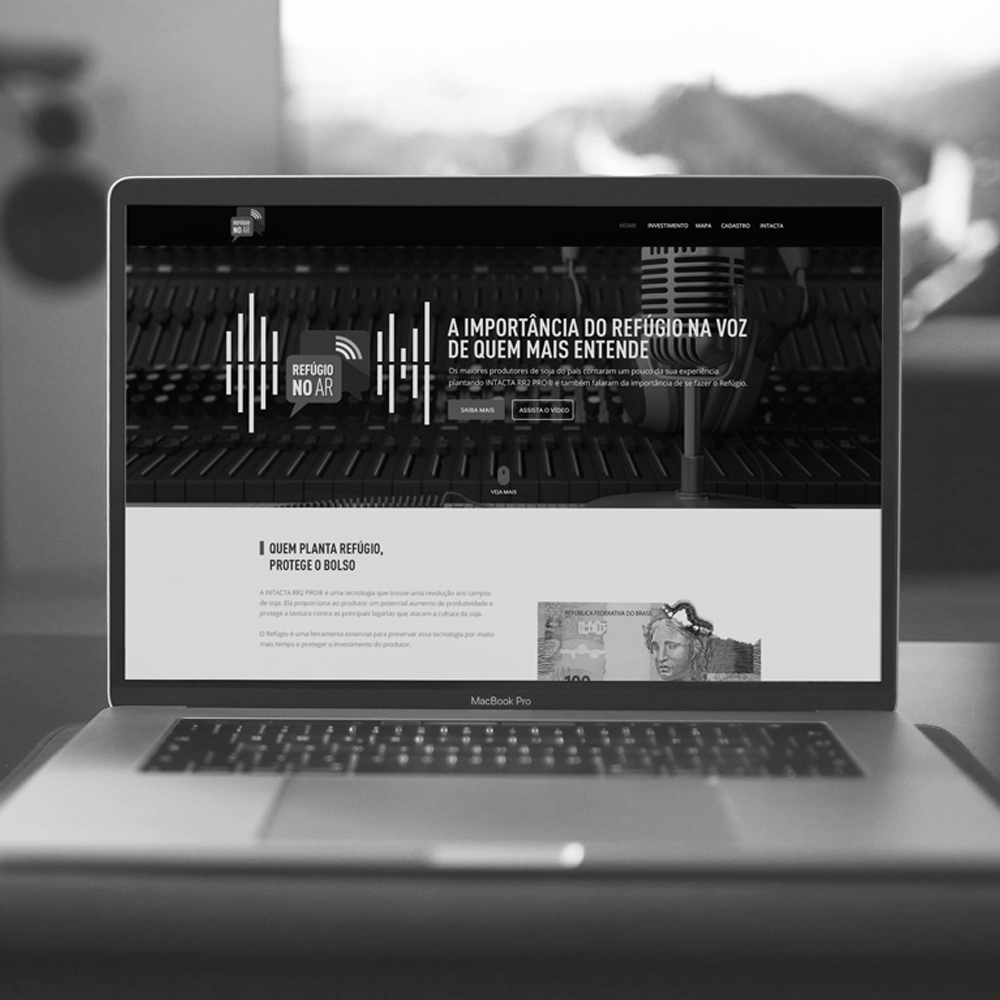 REFÚGIO
NO AR
HOME INVESTIMENTO MAPA CADASTRO INTACTA
REFÚGIO
NO AR
A IMPORTÂNCIA DO REFÚGIO NA VOZ
DE QUEM MAIS ENTENDE
Os maiores produtores de soja do país contaram um pouco da sua experiência
plantando INTACTA RR2 PRO® e também falaram da importância de se fazer o Refúgio.
SAIBA MAIS ASSISTA O VÍDEO
VEJA MAIS
QUEM PLANTA REFÚGIO,
PROTEGE O BOLSO
A INTACTA RR2 PRO® é uma tecnologia que trouxe uma revolução aos campos
de soja. Ela proporciona ao produtor um potencial aumento de produtividade e
protege a lavoura contra as principais lagartas que atacam a cultura da soja.
O Refúgio é uma ferramenta essencial para preservar essa tecnologia por muito
mais tempo e proteger o investimento do produtor.
REPÚBLICA FEDERATIVA DO BRASIL
100
MacBook Pro